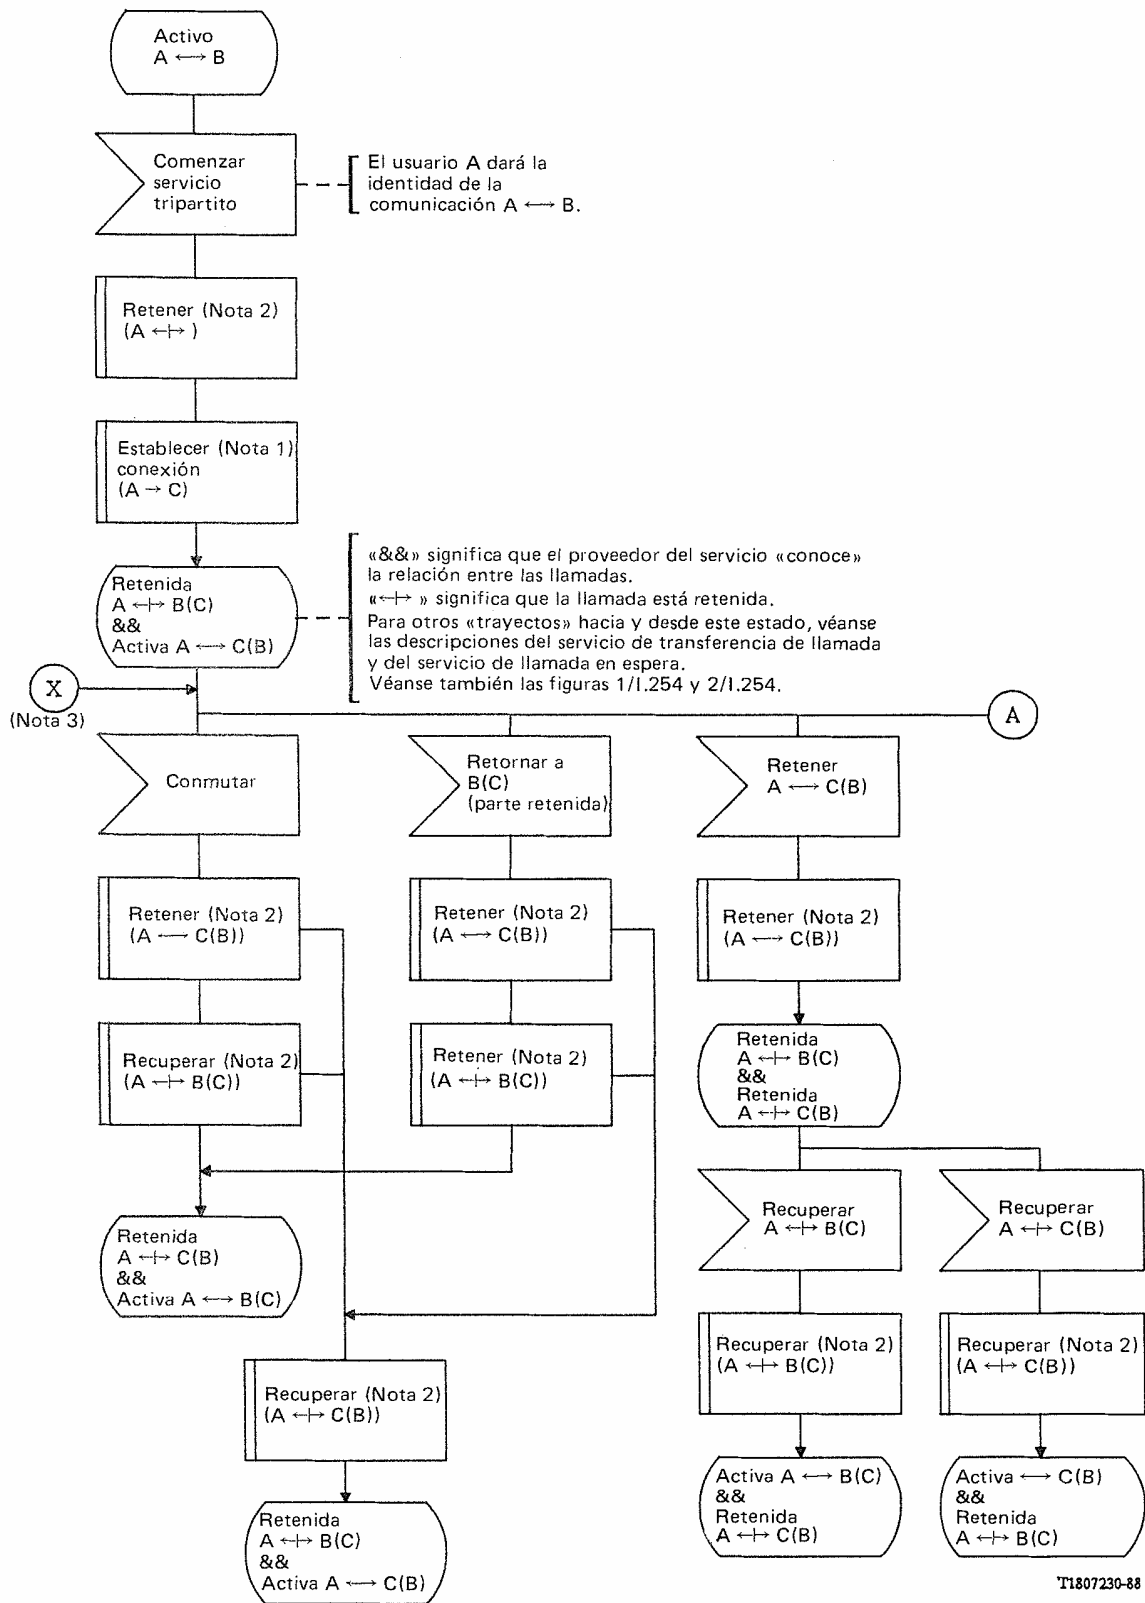 Activo
A ←→ B
Comenzar
servicio
tripartito
El usuario A dará la
identidad de la
comunicación A ←→ B.
Retener (Nota 2)
(A ←|→ )
Establecer (Nota 1)
conexión
(A → C)
Retenida
A ←|→ B(C)
&&
Activa A ←→ C(B)
«&&» significa que el proveedor del servicio «conoce»
la relación entre las llamadas.
«←|→ » significa que la llamada está retenida.
Para otros «trayectos» hacia y desde este estado, véanse
las descripciones del servicio de transferencia de llamada
y del servicio de llamada en espera.
Véanse también las figuras 1/I.254 y 2/I.254.
X
(Nota 3)
A
Conmutar
Retornar a
B(C)
(parte retenida)
Retener
A ←→ C(B)
Retener (Nota 2)
(A ←— C(B))
Retener (Nota 2)
(A ←→ C(B))
Retener (Nota 2)
(A ←→ C(B))
Recuperar (Nota 2)
(A ←|→ B(C))
Retener (Nota 2)
(A ←|→ B(C))
Retenida
A ←|→ B(C)
&&
Retenida
A ←|→ C(B)
Retenida
A ←|→ C(B)
&&
Activa A ←→ B(C)
Recuperar
A ←|→ B(C)
Recuperar
A ←|→ C(B)
Recuperar (Nota 2)
(A ←|→ C(B))
Recuperar (Nota 2)
(A ←|→ B(C))
Recuperar (Nota 2)
(A ←|→ C(B))
Retenida
A ←|→ B(C)
&&
Activa A ←→ C(B)
Activa A ←→ B(C)
&&
Retenida
A ←|→ C(B)
Activa ←→ C(B)
&&
Retenida
A ←|→ B(C)
T1807230-88